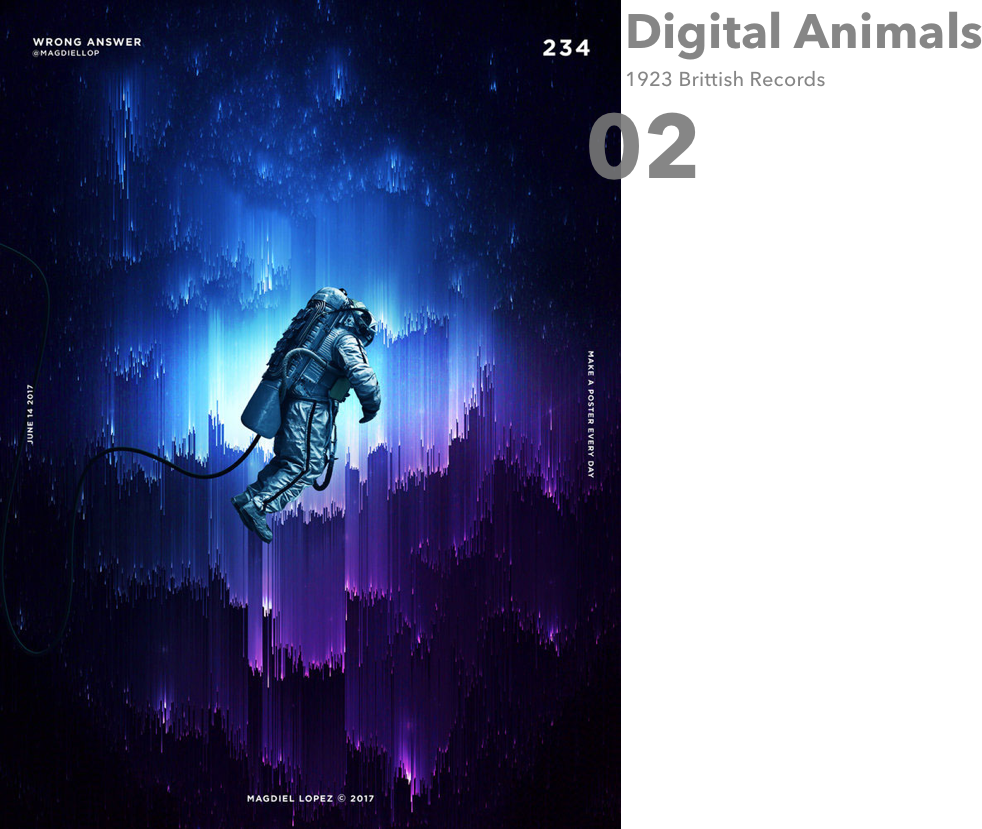 WRONG ANSWER
@MAGDIELLOP
234
Digital Animals
1923 Brittish Records
02
JUNE 14 2017
MAKE A POSTER EVERY DAY
MAGDIEL LOPEZ © 2017